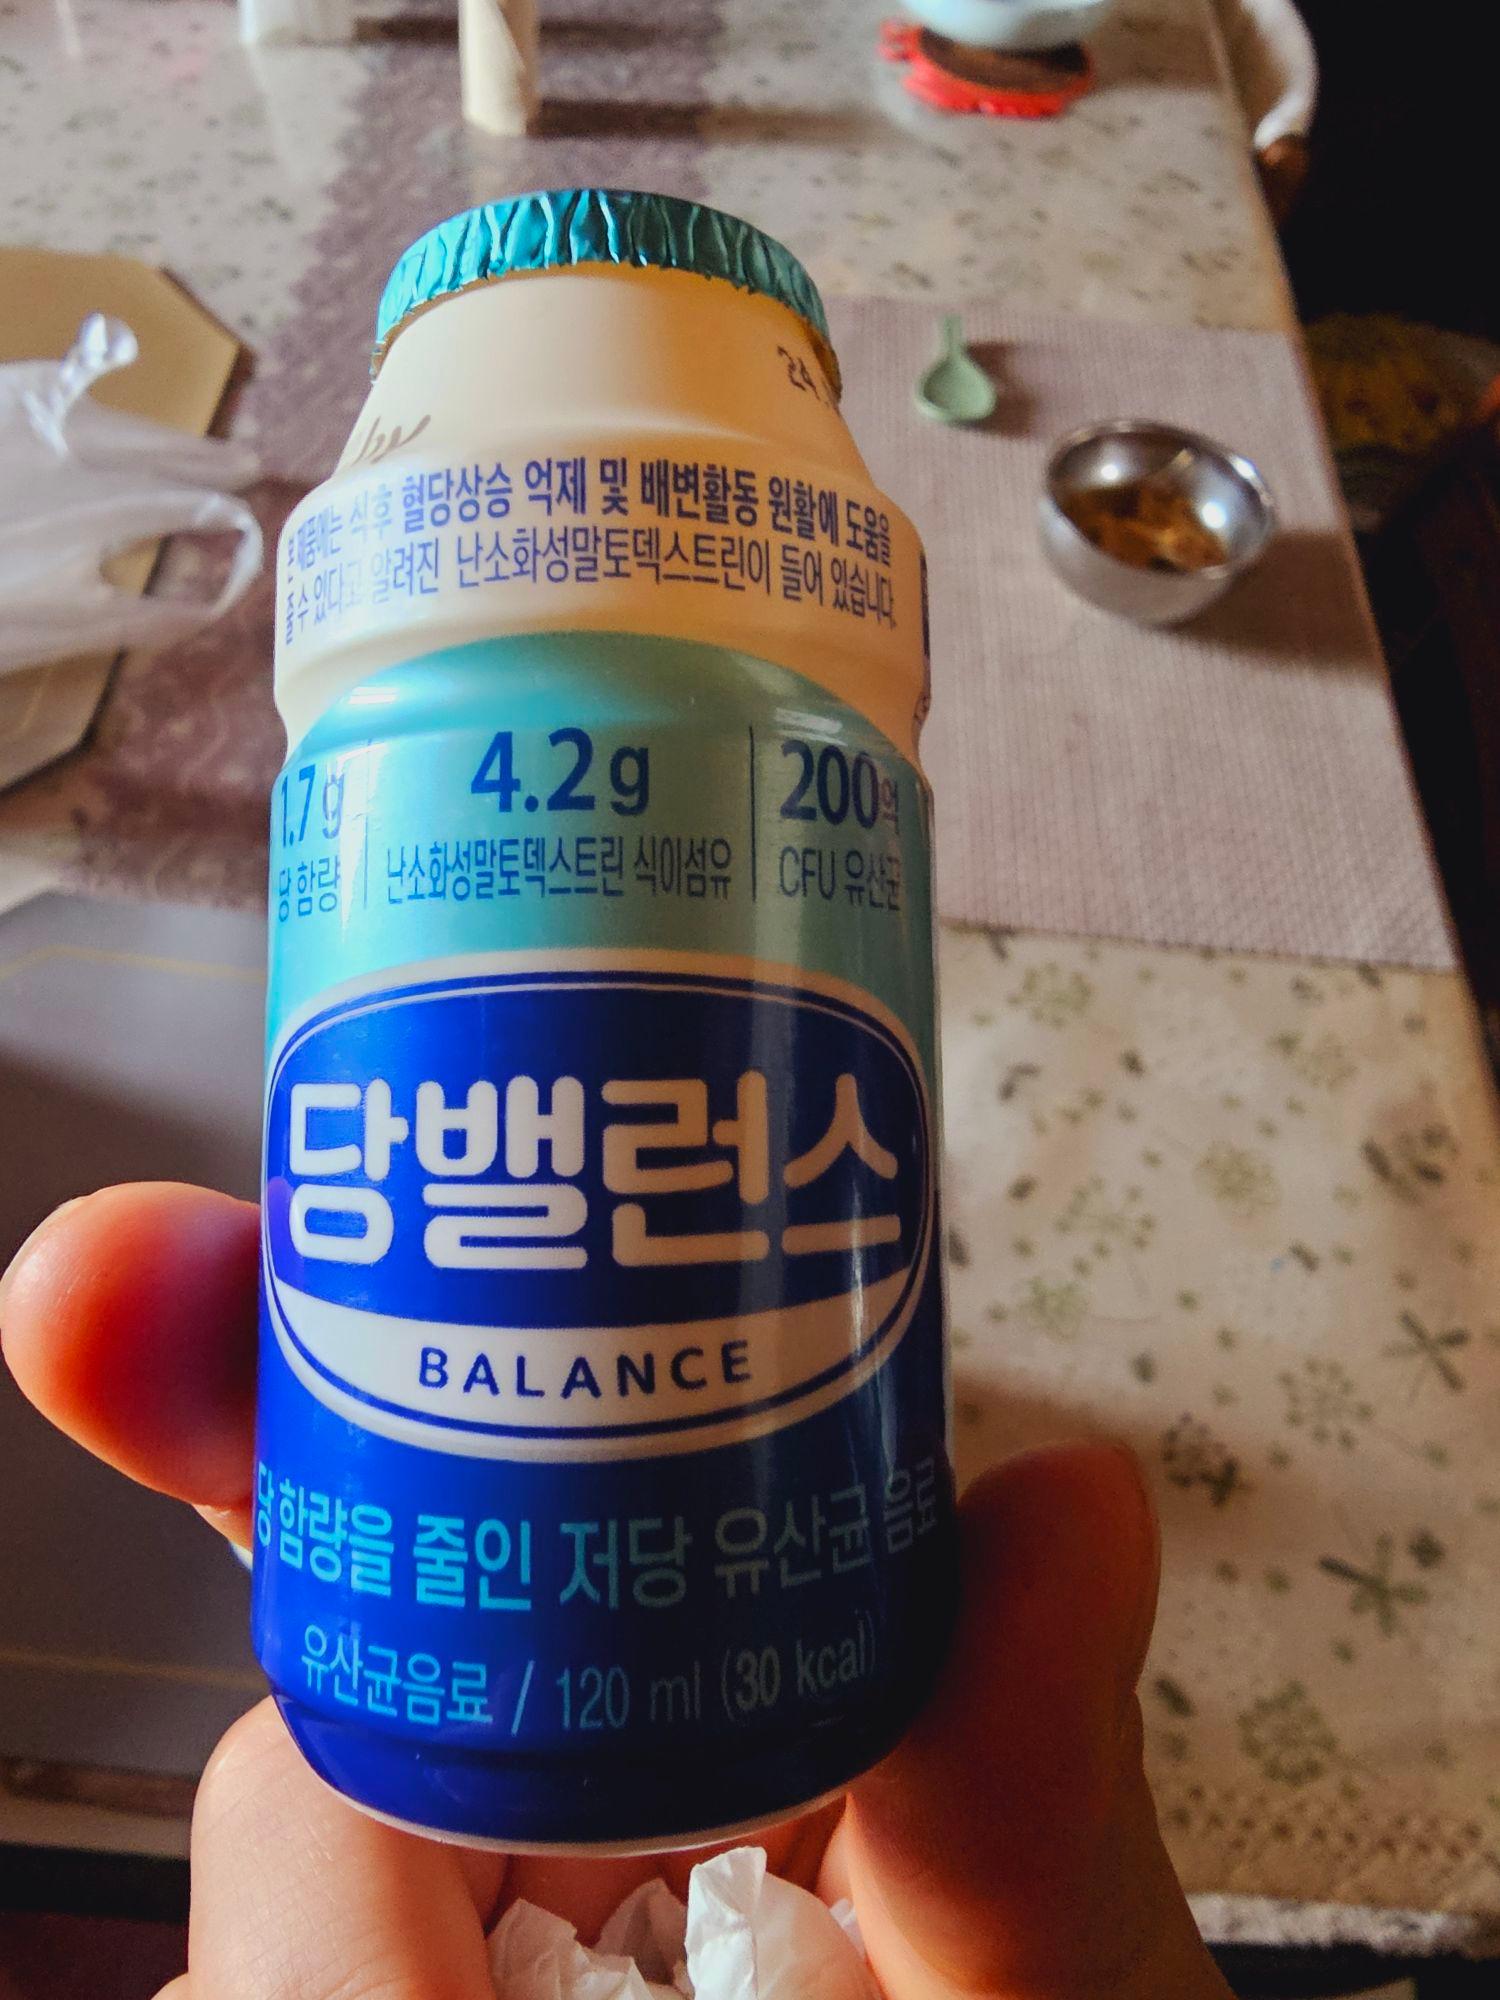 24
제품에는 식후 혈당상승 억제 및 배변활동 원활에 도움을
줄 수 있다고 알려진 난소화성말토덱스트린이 들어 있습니다.
1.7g
당 함량
4.2g
난소화성말토덱스트린 식이섬유
200억
CFU 유산균
당밸런스
BALANCE
당 함량을 줄인 저당 유산균 음료
유산균음료 / 120 ml (30 kcal)